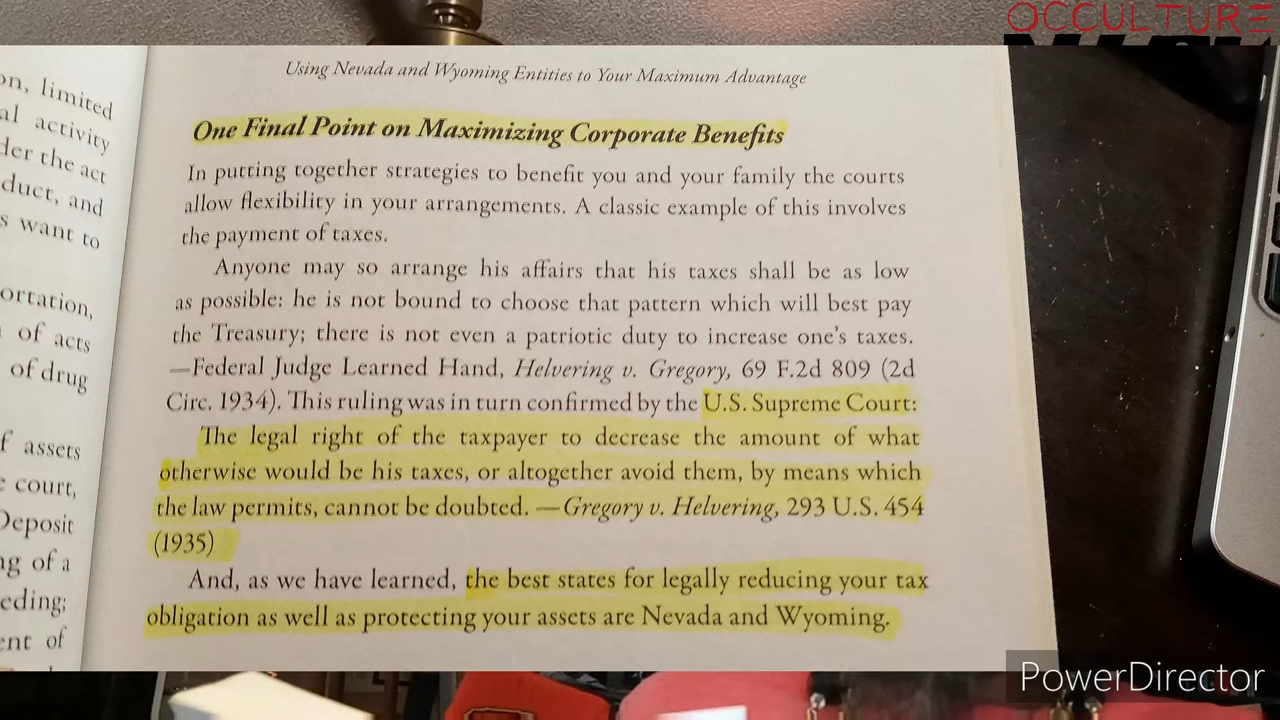 OCCULTURE
on, limited
al activity
der the act
duct, and
s want to
ortation,
of acts
of drug
f assets
e court,
Deposit
ng of a
eding;
ent of
Using Nevada and Wyoming Entities to Your Maximum Advantage
One Final Point on Maximizing Corporate Benefits
In putting together strategies to benefit you and your family the courts
allow flexibility in your arrangements. A classic example of this involves
the payment of taxes.
Anyone may so arrange his affairs that his taxes shall be as low
as possible: he is not bound to choose that pattern which will best pay
the Treasury; there is not even a patriotic duty to increase one's taxes.
—Federal Judge Learned Hand, Helvering v. Gregory, 69 F.2d 809 (2d
Circ. 1934). This ruling was in turn confirmed by the U.S. Supreme Court:
The legal right of the taxpayer to decrease the amount of what
otherwise would be his taxes, or altogether avoid them, by means which
the law permits, cannot be doubted. —Gregory v. Helvering, 293 U.S. 454
(1935)
And, as we have learned, the best states for legally reducing your tax
obligation as well as protecting your assets are Nevada and Wyoming.
PowerDirector